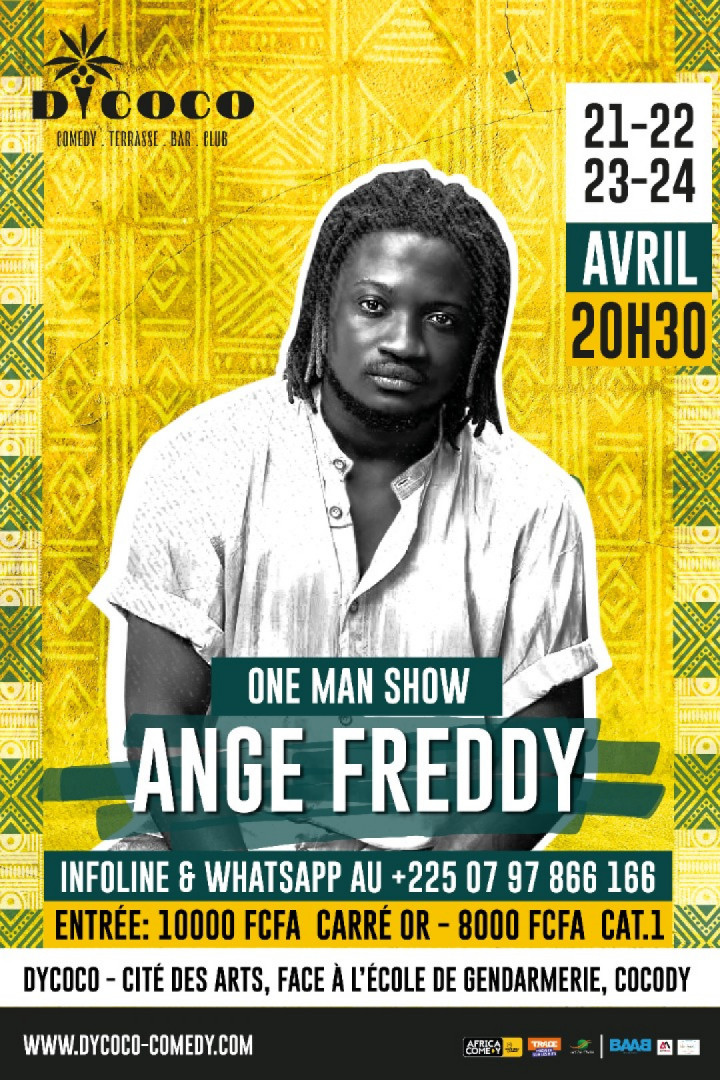 DYCOCO
COMEDY . TERRASSE . BAR . CLUB
21-22
23-24
AVRIL
20H30
ONE MAN SHOW
ANGE FREDDY
INFOLINE & WHATSAPP AU +225 07 97 866 166
ENTRÉE: 10000 FCFA CARRÉ OR - 8000 FCFA CAT.1
DYCOCO - CITÉ DES ARTS, FACE À L'ÉCOLE DE GENDARMERIE, COCODY
WWW.DYCOCO-COMEDY.COM
AFRICA
COMEDY
TRACE
BAAB